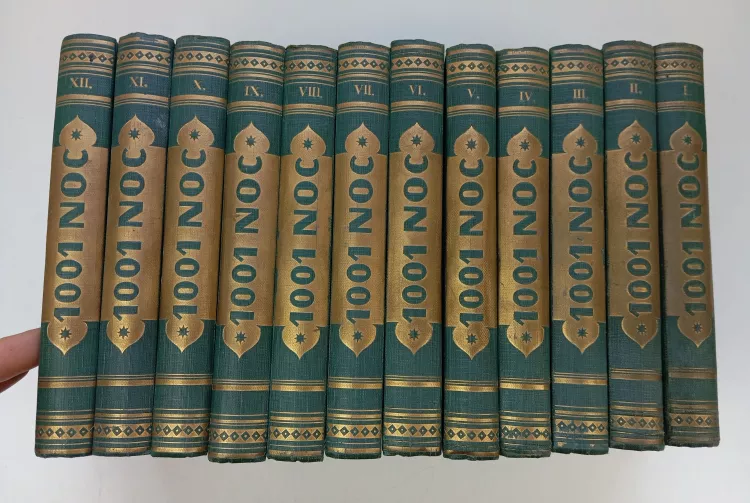 XII.
1001 NOC
XI.
1001 NOC
X.
1001 NOC
IX.
1001 NOC
VIII.
1001 NOC
VII.
1001 NOC
VI.
1001 NOC
V.
1001 NOC
IV.
1001 NOC
III.
1001 NOC
II.
1001 NOC
I.
1001 NOC